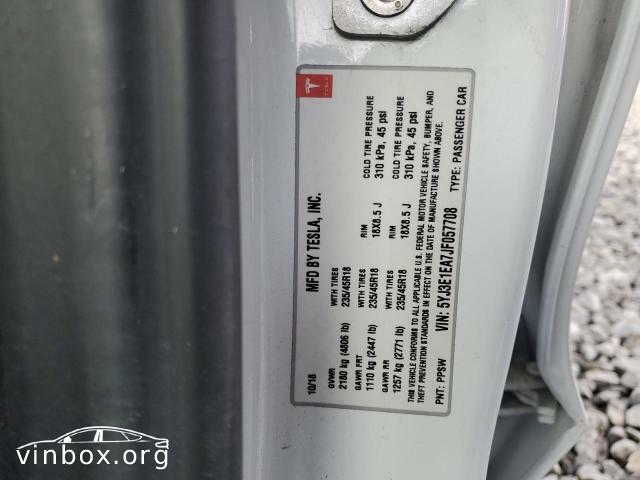 TESLA
MFD BY TESLA, INC.
10/18
GVWR WITH TIRES RIM COLD TIRE PRESSURE
2180 kg (4806 lb) 235/45R18
GAWR FRT WITH TIRES RIM COLD TIRE PRESSURE
1110 kg (2447 lb) 235/45R18 18X8.5 J 310 kPa, 45 psi
GAWR RR WITH TIRES RIM COLD TIRE PRESSURE
1257 kg (2771 lb) 235/45R18 18X8.5 J 310 kPa, 45 psi
THIS VEHICLE CONFORMS TO ALL APPLICABLE U.S. FEDERAL MOTOR VEHICLE SAFETY, BUMPER, AND
THEFT PREVENTION STANDARDS IN EFFECT ON THE DATE OF MANUFACTURE SHOWN ABOVE.
PNT: PPSW VIN: 5YJ3E1EA7JF057708 TYPE: PASSENGER CAR
vinbox.org